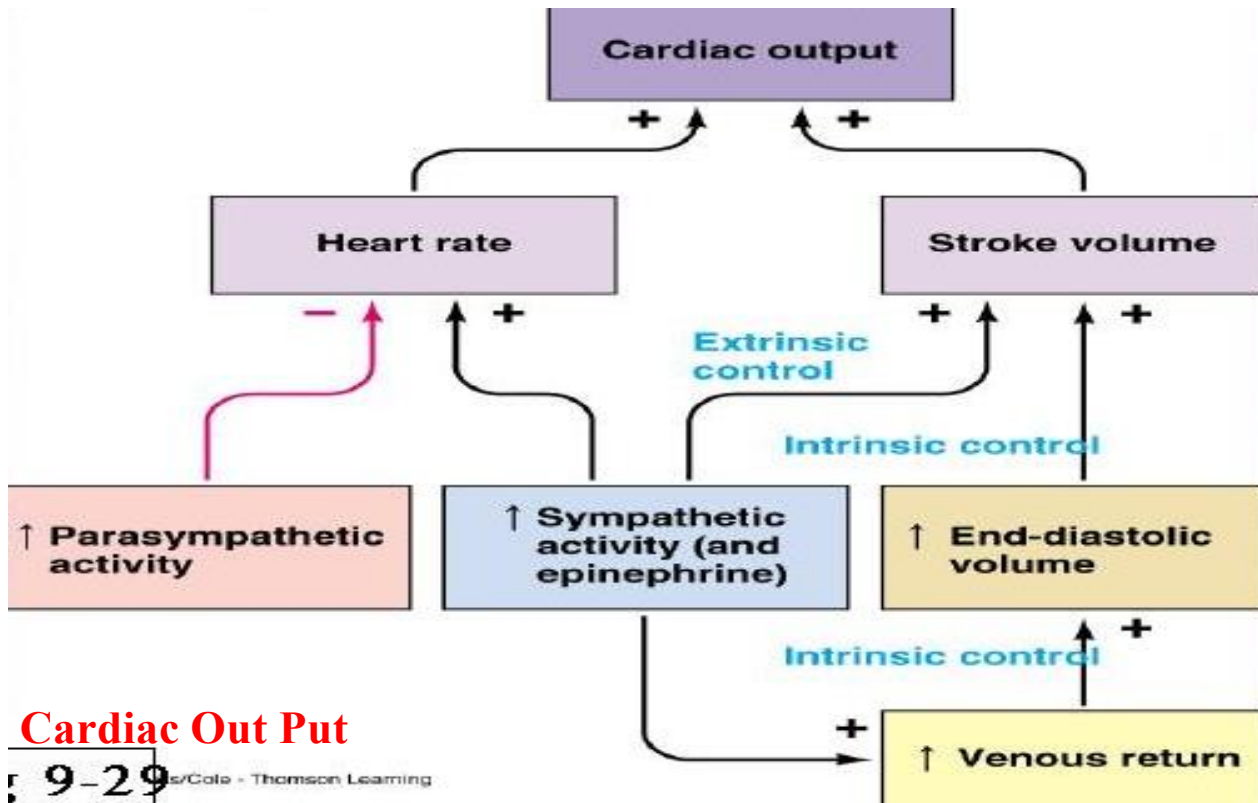 Cardiac output
+ +
Heart rate
Stroke volume
− +
+ +
Extrinsic
control
Intrinsic control
↑ Parasympathetic
activity
↑ Sympathetic
activity (and
epinephrine)
↑ End-diastolic
volume
+
Intrinsic control
+
↑ Venous return
Cardiac Out Put
9-29
s/Cole - Thomson Learning